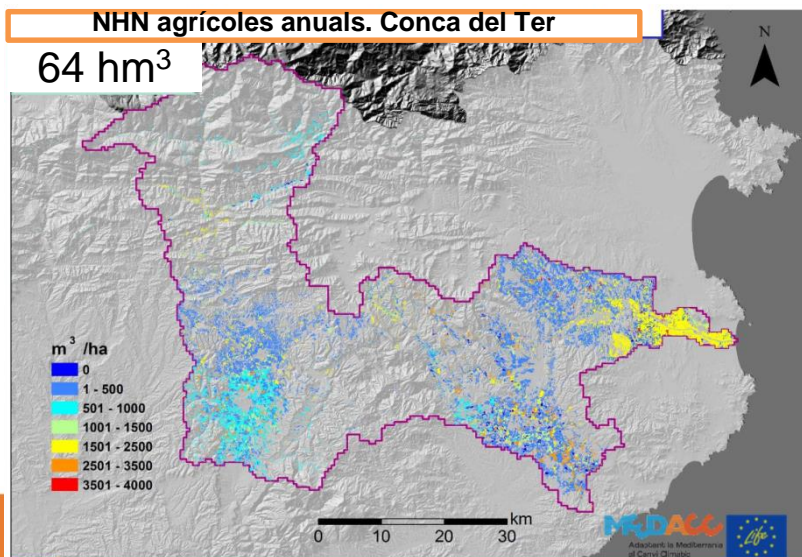 NHN agrícoles anuals. Conca del Ter
64 hm³
N
m³ /ha
0
1 - 500
501 - 1000
1001 - 1500
1501 - 2500
2501 - 3500
3501 - 4000
km
0 10 20 30
MEDACC
Adaptant la Mediterrània
al Canvi Climàtic
Life